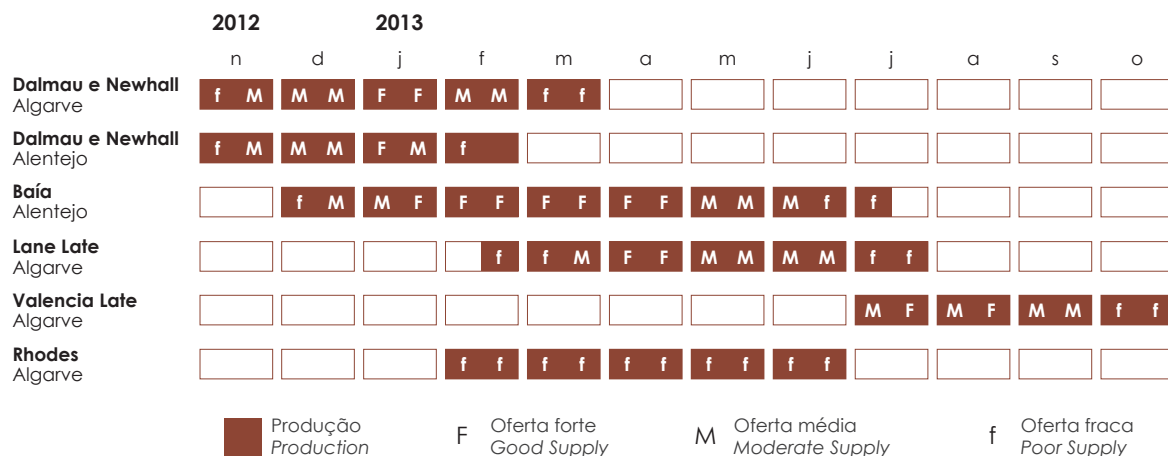 2012 2013
n d j f m a m j j a s o
Dalmau e Newhall
Algarve
f M M M F F M M f f
Dalmau e Newhall
Alentejo
f M M M F M f
Baía
Alentejo
f M M F F F F F F F M M M f f
Lane Late
Algarve
f f M F F M M M M f f
Valencia Late
Algarve
M F M F M M f f
Rhodes
Algarve
f f f f f f f f f f
Produção
Production
F Oferta forte
Good Supply
M Oferta média
Moderate Supply
f Oferta fraca
Poor Supply